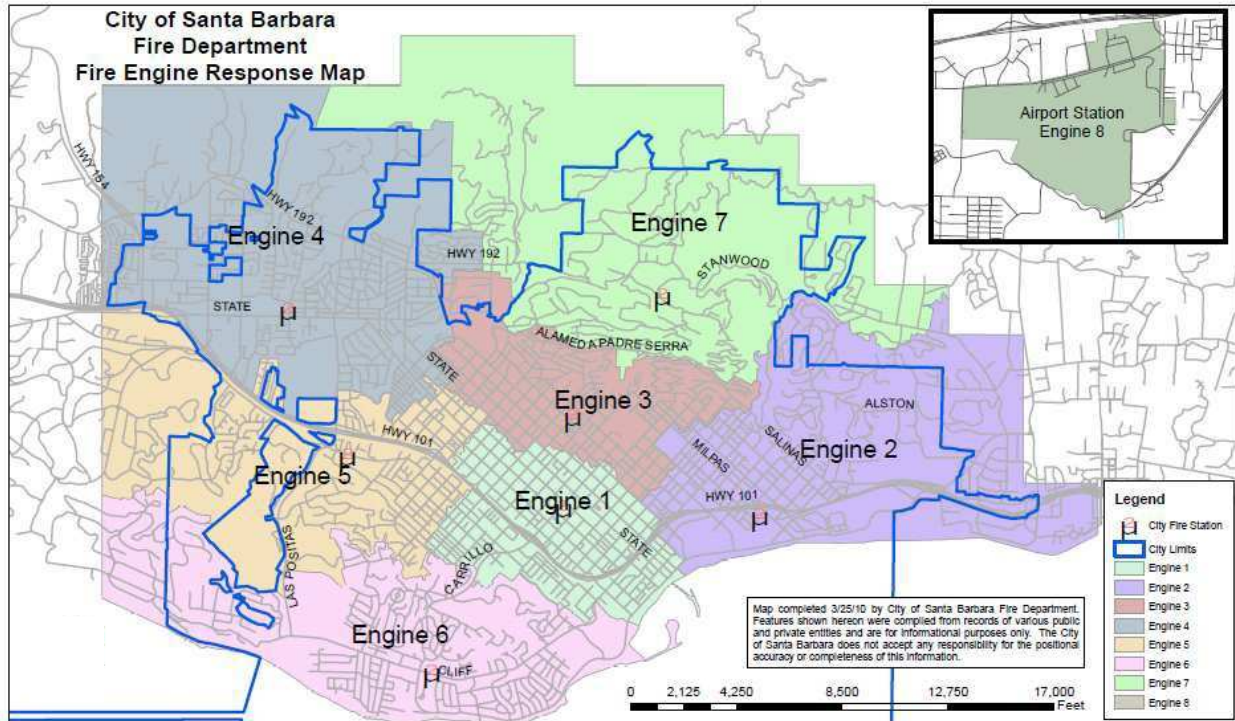 City of Santa Barbara
Fire Department
Fire Engine Response Map
Airport Station
Engine 8
HWY 154
HWY 192
Engine 4
Engine 7
HWY 192
STANWOOD
STATE
ALAMEDA PADRE SERRA
STATE
Engine 3
ALSTON
HWY 101
SALINAS
MILPAS
Engine 2
Engine 5
Engine 1
HWY 101
STATE
LAS POSITAS
CARRILLO
Engine 6
CLIFF
Legend
City Fire Station
City Limits
Engine 1
Engine 2
Engine 3
Engine 4
Engine 5
Engine 6
Engine 7
Engine 8
Map completed 3/25/10 by City of Santa Barbara Fire Department.
Features shown hereon were compiled from records of various public
and private entities and are for informational purposes only. The City
of Santa Barbara does not accept any responsibility for the positional
accuracy or completeness of this information.
0 2,125 4,250 8,500 12,750 17,000
Feet